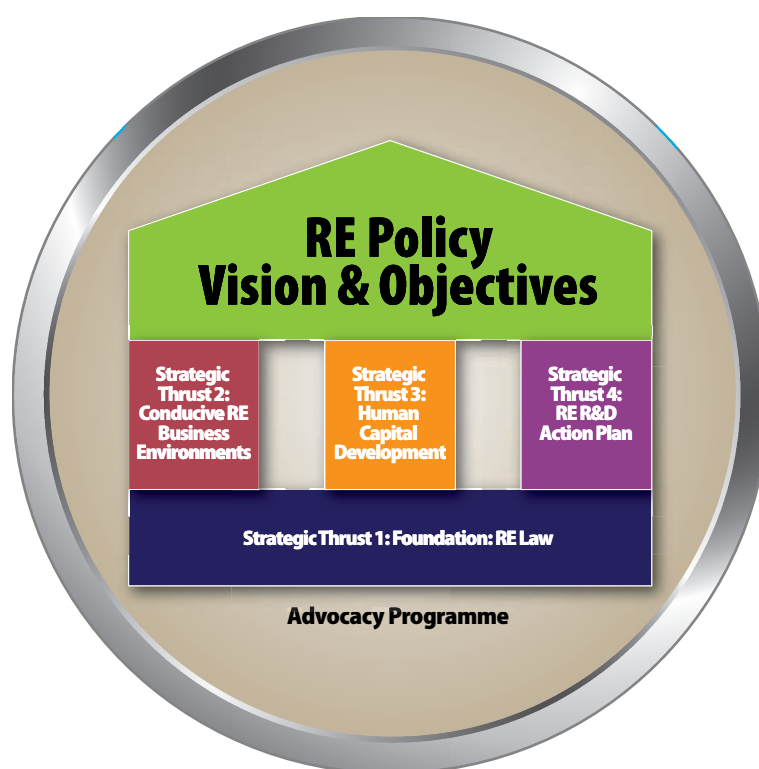 RE Policy
Vision & Objectives
Strategic
Thrust 2:
Conducive RE
Business
Environments
Strategic
Thrust 3:
Human
Capital
Development
Strategic
Thrust 4:
RE R&D
Action Plan
Strategic Thrust 1: Foundation: RE Law
Advocacy Programme